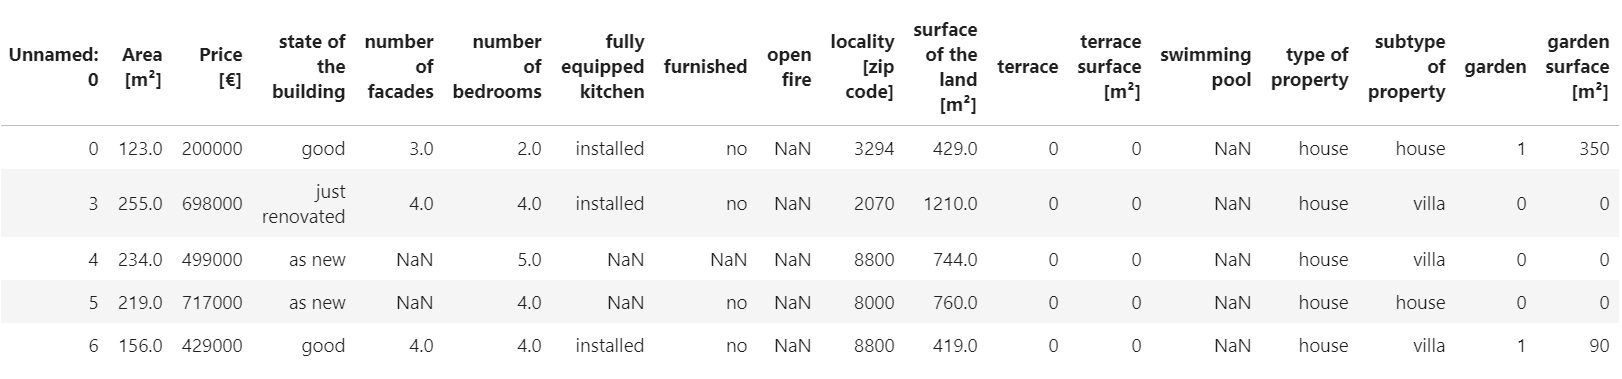 Unnamed: 0 Area [m²] Price [€] state of the building number of facades number of bedrooms fully equipped kitchen furnished open fire locality [zip code] surface of the land [m²] terrace terrace surface [m²] swimming pool type of property subtype of property garden garden surface [m²]
0 123.0 200000 good 3.0 2.0 installed no NaN 3294 429.0 0 0 NaN house house 1 350
3 255.0 698000 just renovated 4.0 4.0 installed no NaN 2070 1210.0 0 0 NaN house villa 0 0
4 234.0 499000 as new NaN 5.0 NaN NaN NaN 8800 744.0 0 0 NaN house villa 0 0
5 219.0 717000 as new NaN 4.0 NaN no NaN 8000 760.0 0 0 NaN house house 0 0
6 156.0 429000 good 4.0 4.0 installed no NaN 8800 419.0 0 0 NaN house villa 1 90